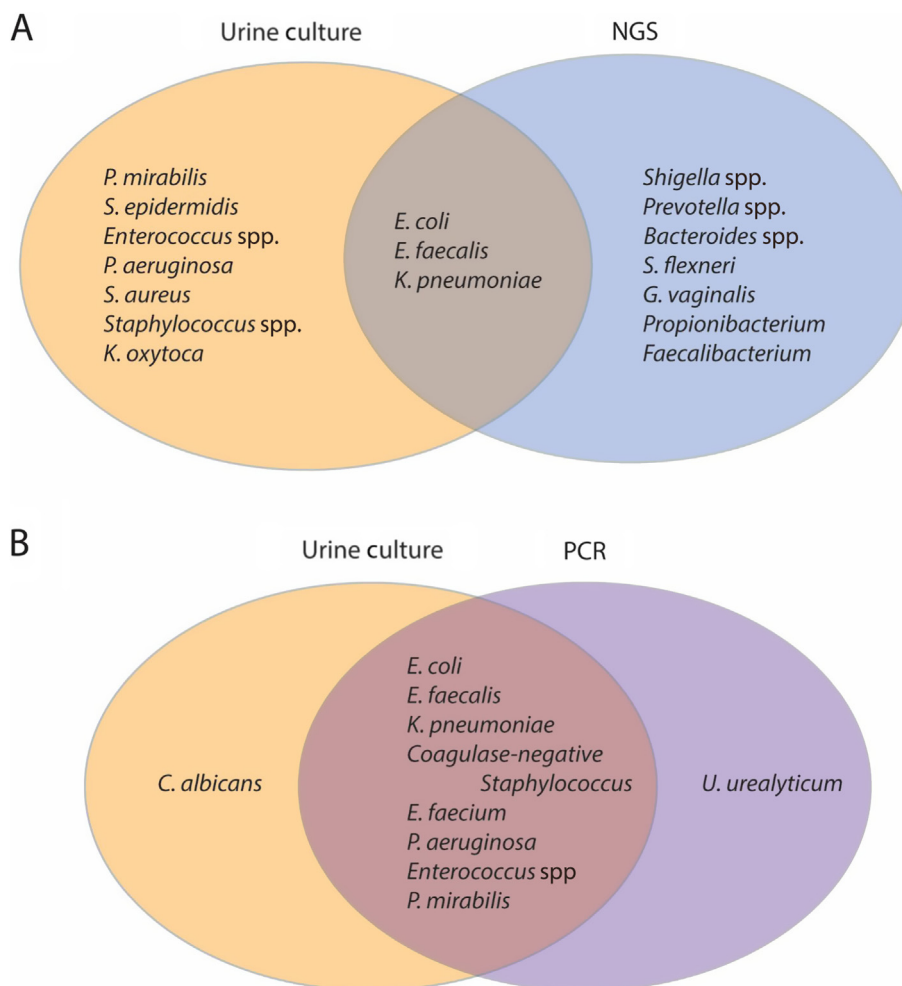 A
Urine culture
NGS
P. mirabilis
S. epidermidis
Enterococcus spp.
P. aeruginosa
S. aureus
Staphylococcus spp.
K. oxytoca
E. coli
E. faecalis
K. pneumoniae
Shigella spp.
Prevotella spp.
Bacteroides spp.
S. flexneri
G. vaginalis
Propionibacterium
Faecalibacterium
B
Urine culture
PCR
C. albicans
E. coli
E. faecalis
K. pneumoniae
Coagulase-negative
Staphylococcus
E. faecium
P. aeruginosa
Enterococcus spp
P. mirabilis
U. urealyticum